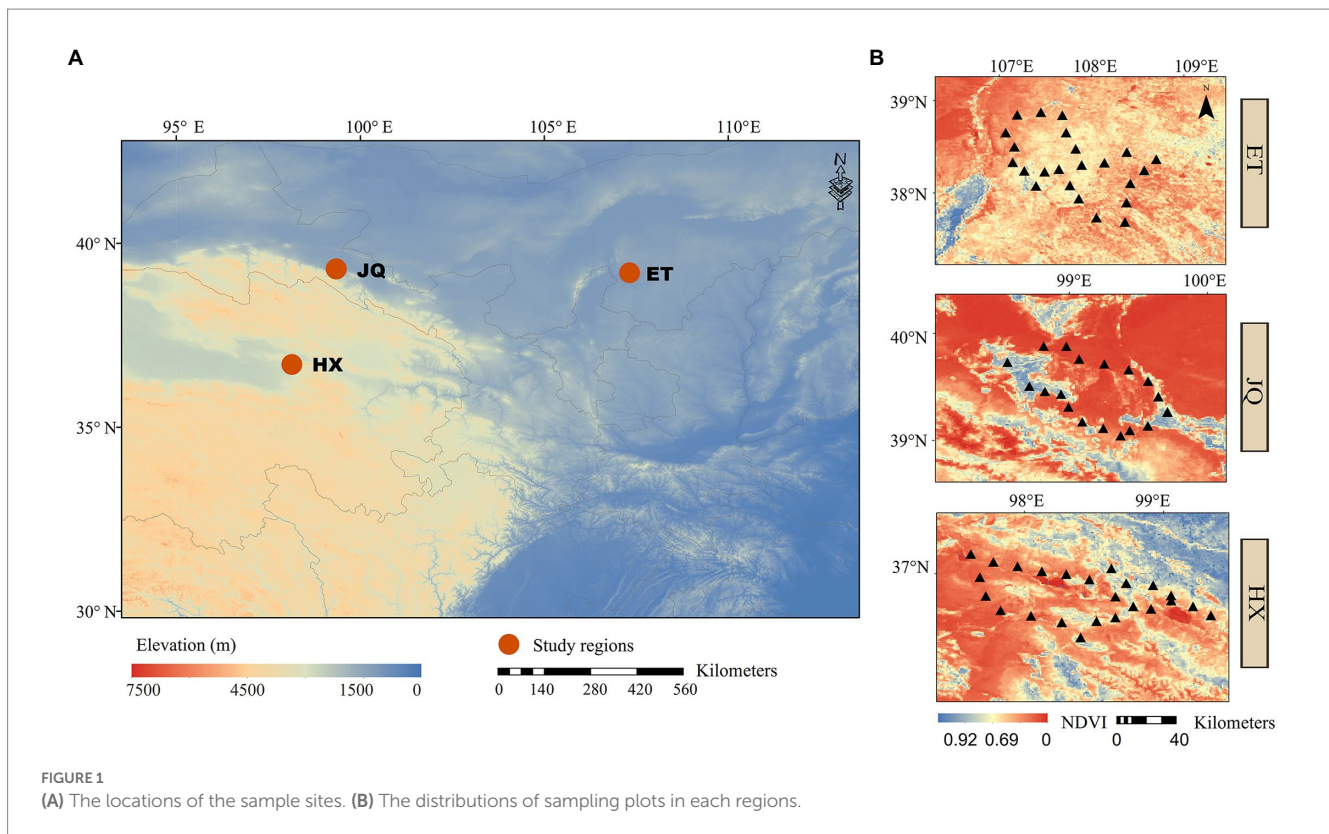 A
95° E
100° E
105° E
110° E
40° N
35° N
30° N
N
JQ
ET
HX
Elevation (m)
7500
4500
1500
0
Study regions
Kilometers
0
140
280
420
560
B
107°E
108°E
109°E
39°N
38°N
N
ET
99°E
100°E
40°N
39°N
JQ
98°E
99°E
37°N
HX
NDVI
Kilometers
0.92
0.69
0
0
40
FIGURE 1
(A) The locations of the sample sites. (B) The distributions of sampling plots in each regions.